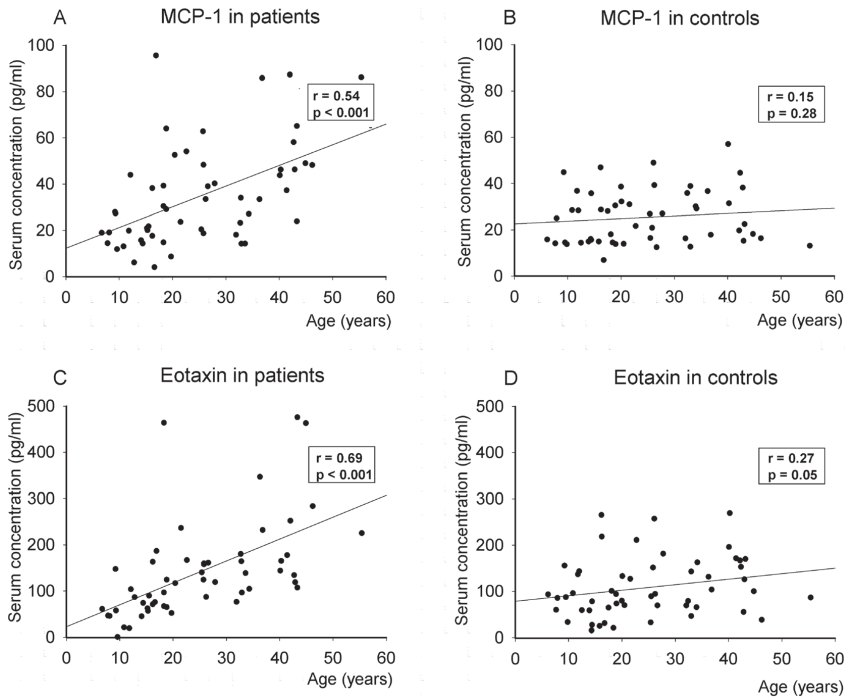 A MCP-1 in patients
Serum concentration (pg/ml)
100
80
60
40
20
0
r = 0.54
p < 0.001
0 10 20 30 40 50 60
Age (years)
B MCP-1 in controls
Serum concentration (pg/ml)
100
80
60
40
20
0
r = 0.15
p = 0.28
0 10 20 30 40 50 60
Age (years)
C Eotaxin in patients
Serum concentration (pg/ml)
500
400
300
200
100
0
r = 0.69
p < 0.001
0 10 20 30 40 50 60
Age (years)
D Eotaxin in controls
Serum concentration (pg/ml)
500
400
300
200
100
0
r = 0.27
p = 0.05
0 10 20 30 40 50 60
Age (years)